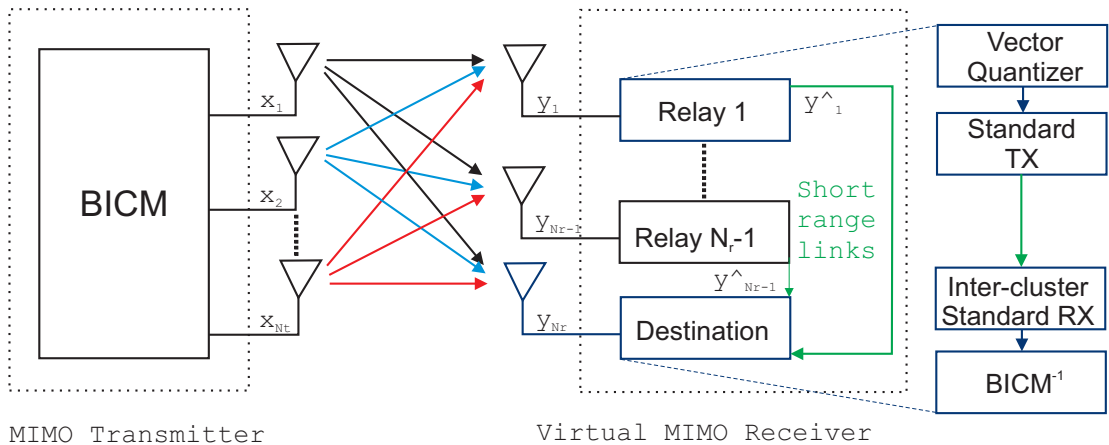 BICM
x1
x2
xNt
y1
yNr-1
yNr
Relay 1
y^1
Relay Nr-1
y^Nr-1
Destination
Short
range
links
Vector
Quantizer
Standard
TX
Inter-cluster
Standard RX
BICM-1
MIMO Transmitter
Virtual MIMO Receiver